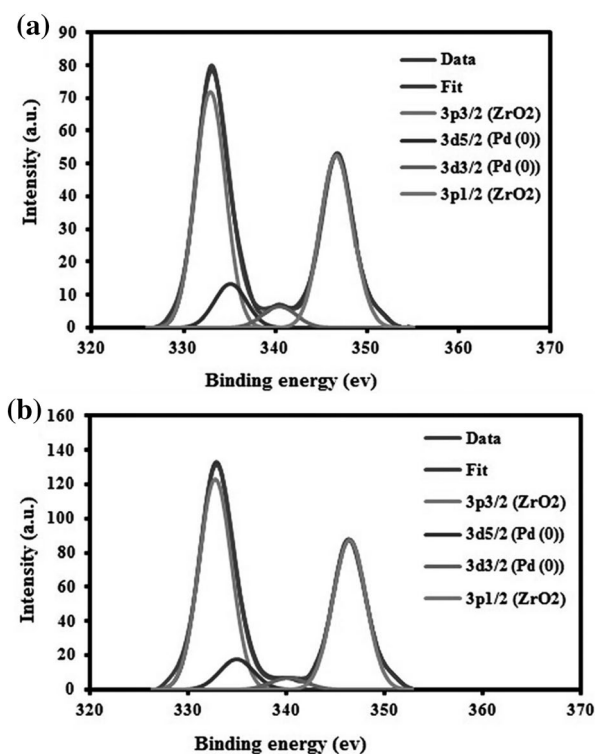 (a)
90
80
70
60
50
40
30
20
10
0
Intensity (a.u.)
Data
Fit
3p3/2 (ZrO2)
3d5/2 (Pd (0))
3d3/2 (Pd (0))
3p1/2 (ZrO2)
320 330 340 350 360 370
Binding energy (ev)
(b)
160
140
120
100
80
60
40
20
0
Intensity (a.u.)
Data
Fit
3p3/2 (ZrO2)
3d5/2 (Pd (0))
3d3/2 (Pd (0))
3p1/2 (ZrO2)
320 330 340 350 360 370
Binding energy (ev)